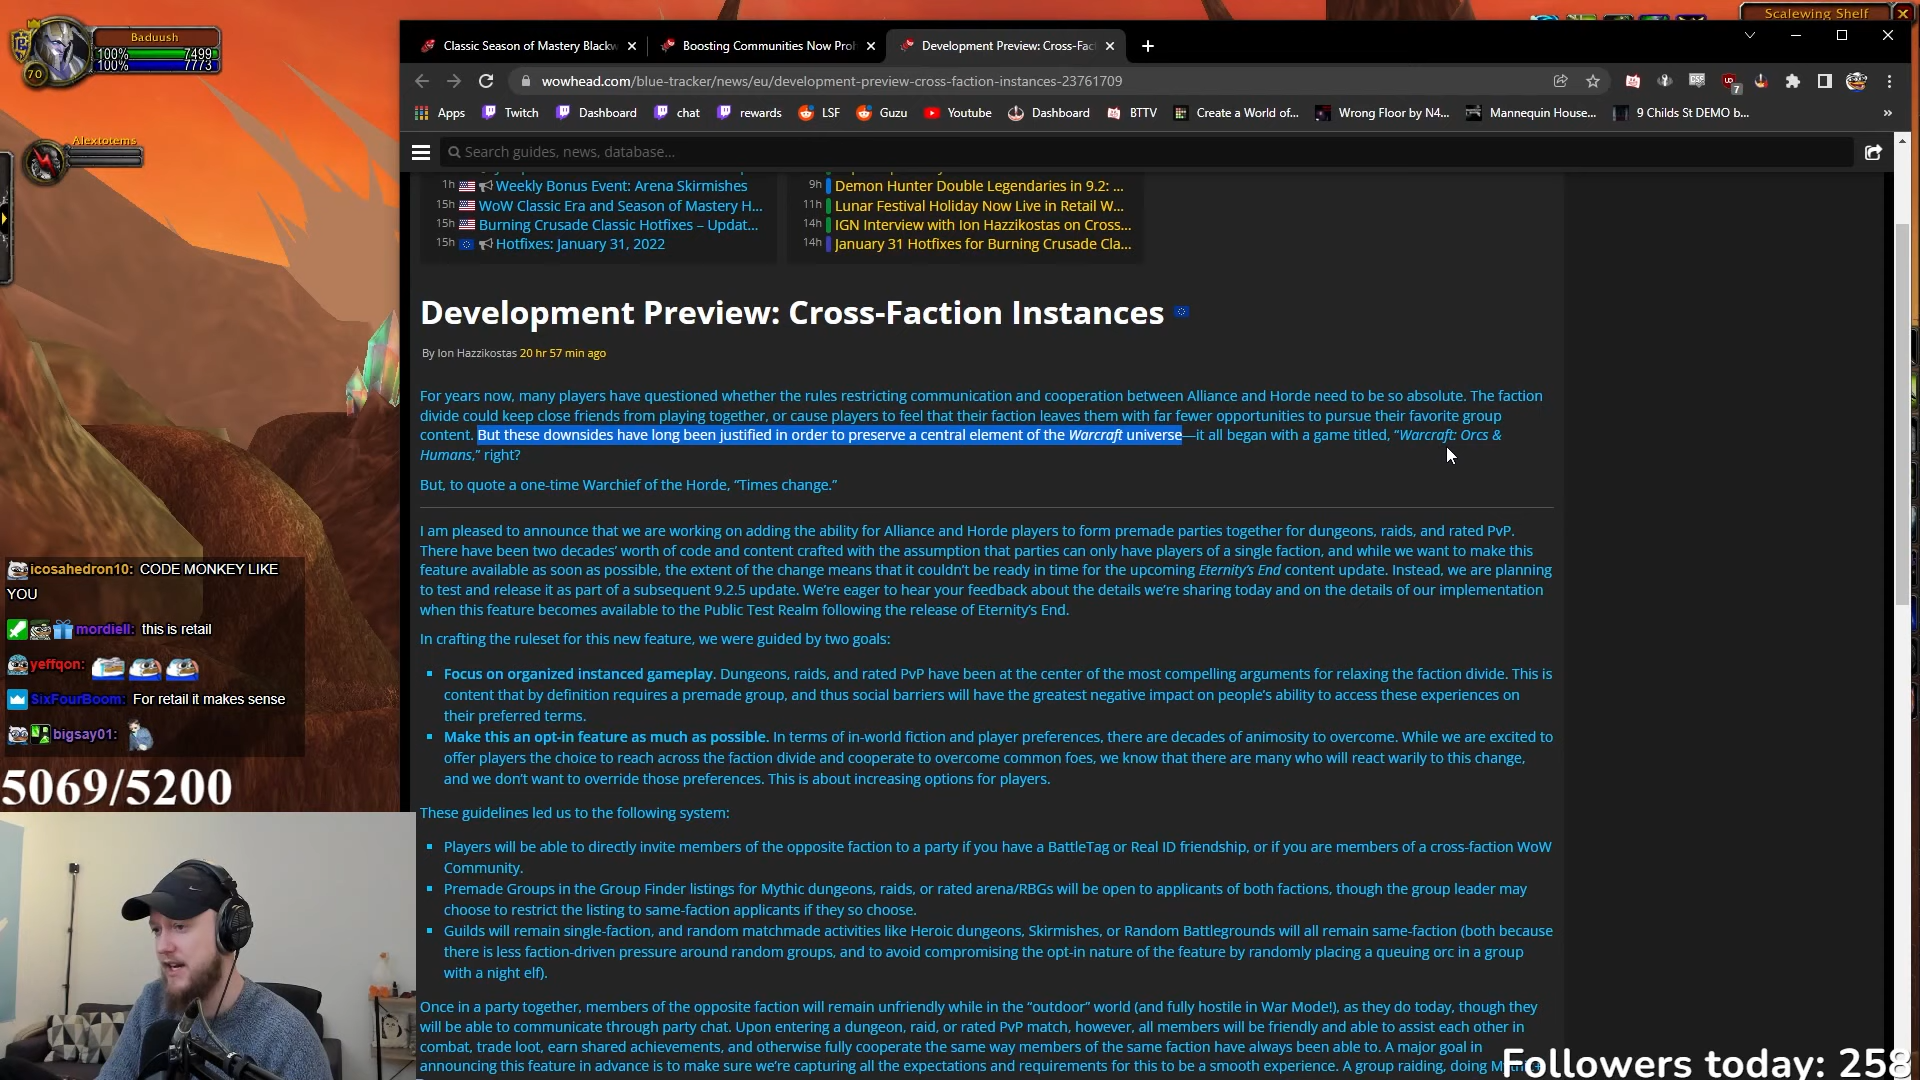 Scalewing Shelf
Baduush
100% 7499
100% 7773
70
Alextotems
Classic Season of Mastery Blackw
Boosting Communities Now Prol
Development Preview: Cross-Fac
wowhead.com/blue-tracker/news/eu/development-preview-cross-faction-instances-23761709
7
Apps
Twitch
Dashboard
chat
rewards
LSF
Guzu
Youtube
Dashboard
BTTV
Create a World of...
Wrong Floor by N4...
Mannequin House...
9 Childs St DEMO b...
»
Search guides, news, database...
1h Weekly Bonus Event: Arena Skirmishes
15h WoW Classic Era and Season of Mastery H...
15h Burning Crusade Classic Hotfixes – Updat...
15h Hotfixes: January 31, 2022
9h Demon Hunter Double Legendaries in 9.2: ...
11h Lunar Festival Holiday Now Live in Retail W...
14h IGN Interview with Ion Hazzikostas on Cross...
14h January 31 Hotfixes for Burning Crusade Cla...
Development Preview: Cross-Faction Instances
By Ion Hazzikostas 20 hr 57 min ago
For years now, many players have questioned whether the rules restricting communication and cooperation between Alliance and Horde need to be so absolute. The faction
divide could keep close friends from playing together, or cause players to feel that their faction leaves them with far fewer opportunities to pursue their favorite group
content. But these downsides have long been justified in order to preserve a central element of the Warcraft universe—it all began with a game titled, "Warcraft: Orcs &
Humans," right?
But, to quote a one-time Warchief of the Horde, "Times change."
I am pleased to announce that we are working on adding the ability for Alliance and Horde players to form premade parties together for dungeons, raids, and rated PvP.
There have been two decades' worth of code and content crafted with the assumption that parties can only have players of a single faction, and while we want to make this
feature available as soon as possible, the extent of the change means that it couldn't be ready in time for the upcoming Eternity's End content update. Instead, we are planning
to test and release it as part of a subsequent 9.2.5 update. We're eager to hear your feedback about the details we're sharing today and on the details of our implementation
when this feature becomes available to the Public Test Realm following the release of Eternity's End.
In crafting the ruleset for this new feature, we were guided by two goals:
Focus on organized instanced gameplay. Dungeons, raids, and rated PvP have been at the center of the most compelling arguments for relaxing the faction divide. This is
content that by definition requires a premade group, and thus social barriers will have the greatest negative impact on people's ability to access these experiences on
their preferred terms.
Make this an opt-in feature as much as possible. In terms of in-world fiction and player preferences, there are decades of animosity to overcome. While we are excited to
offer players the choice to reach across the faction divide and cooperate to overcome common foes, we know that there are many who will react warily to this change,
and we don't want to override those preferences. This is about increasing options for players.
These guidelines led us to the following system:
Players will be able to directly invite members of the opposite faction to a party if you have a BattleTag or Real ID friendship, or if you are members of a cross-faction WoW
Community.
Premade Groups in the Group Finder listings for Mythic dungeons, raids, or rated arena/RBGs will be open to applicants of both factions, though the group leader may
choose to restrict the listing to same-faction applicants if they so choose.
Guilds will remain single-faction, and random matchmade activities like Heroic dungeons, Skirmishes, or Random Battlegrounds will all remain same-faction (both because
there is less faction-driven pressure around random groups, and to avoid compromising the opt-in nature of the feature by randomly placing a queuing orc in a group
with a night elf).
Once in a party together, members of the opposite faction will remain unfriendly while in the "outdoor" world (and fully hostile in War Mode!), as they do today, though they
will be able to communicate through party chat. Upon entering a dungeon, raid, or rated PvP match, however, all members will be friendly and able to assist each other in
combat, trade loot, earn shared achievements, and otherwise fully cooperate the same way members of the same faction have always been able to. A major goal in
announcing this feature in advance is to make sure we're capturing all the expectations and requirements for this to be a smooth experience. A group raiding, doing
icosahedron10: CODE MONKEY LIKE
YOU
mordiell: this is retail
yeffqon:
SixFourBoom: For retail it makes sense
bigsay01:
5069/5200
Followers today: 258